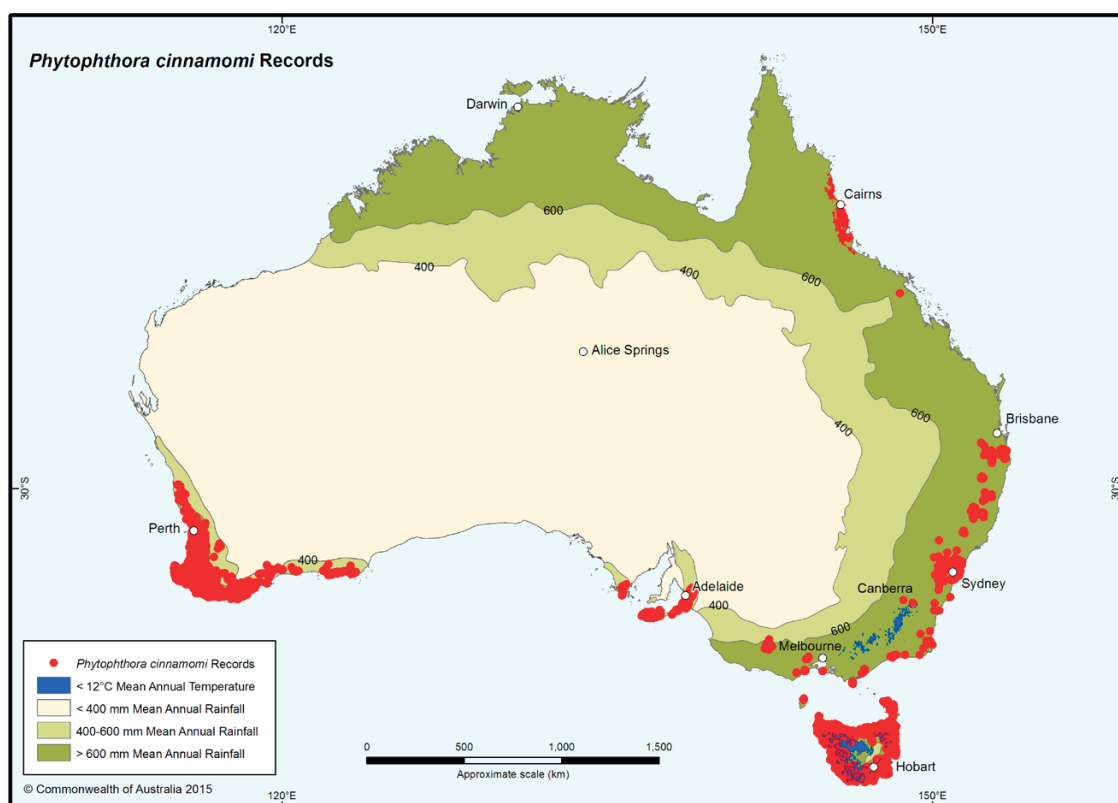 120°E
150°E
Phytophthora cinnamomi Records
Darwin
Cairns
600
400
400
600
Alice Springs
600
Brisbane
400
30°S
30°S
Perth
400
Adelaide
Sydney
Canberra
400
600
Melbourne
Phytophthora cinnamomi Records
< 12°C Mean Annual Temperature
< 400 mm Mean Annual Rainfall
400-600 mm Mean Annual Rainfall
> 600 mm Mean Annual Rainfall
0 500 1,000 1,500
Approximate scale (km)
Hobart
© Commonwealth of Australia 2015
120°E
150°E